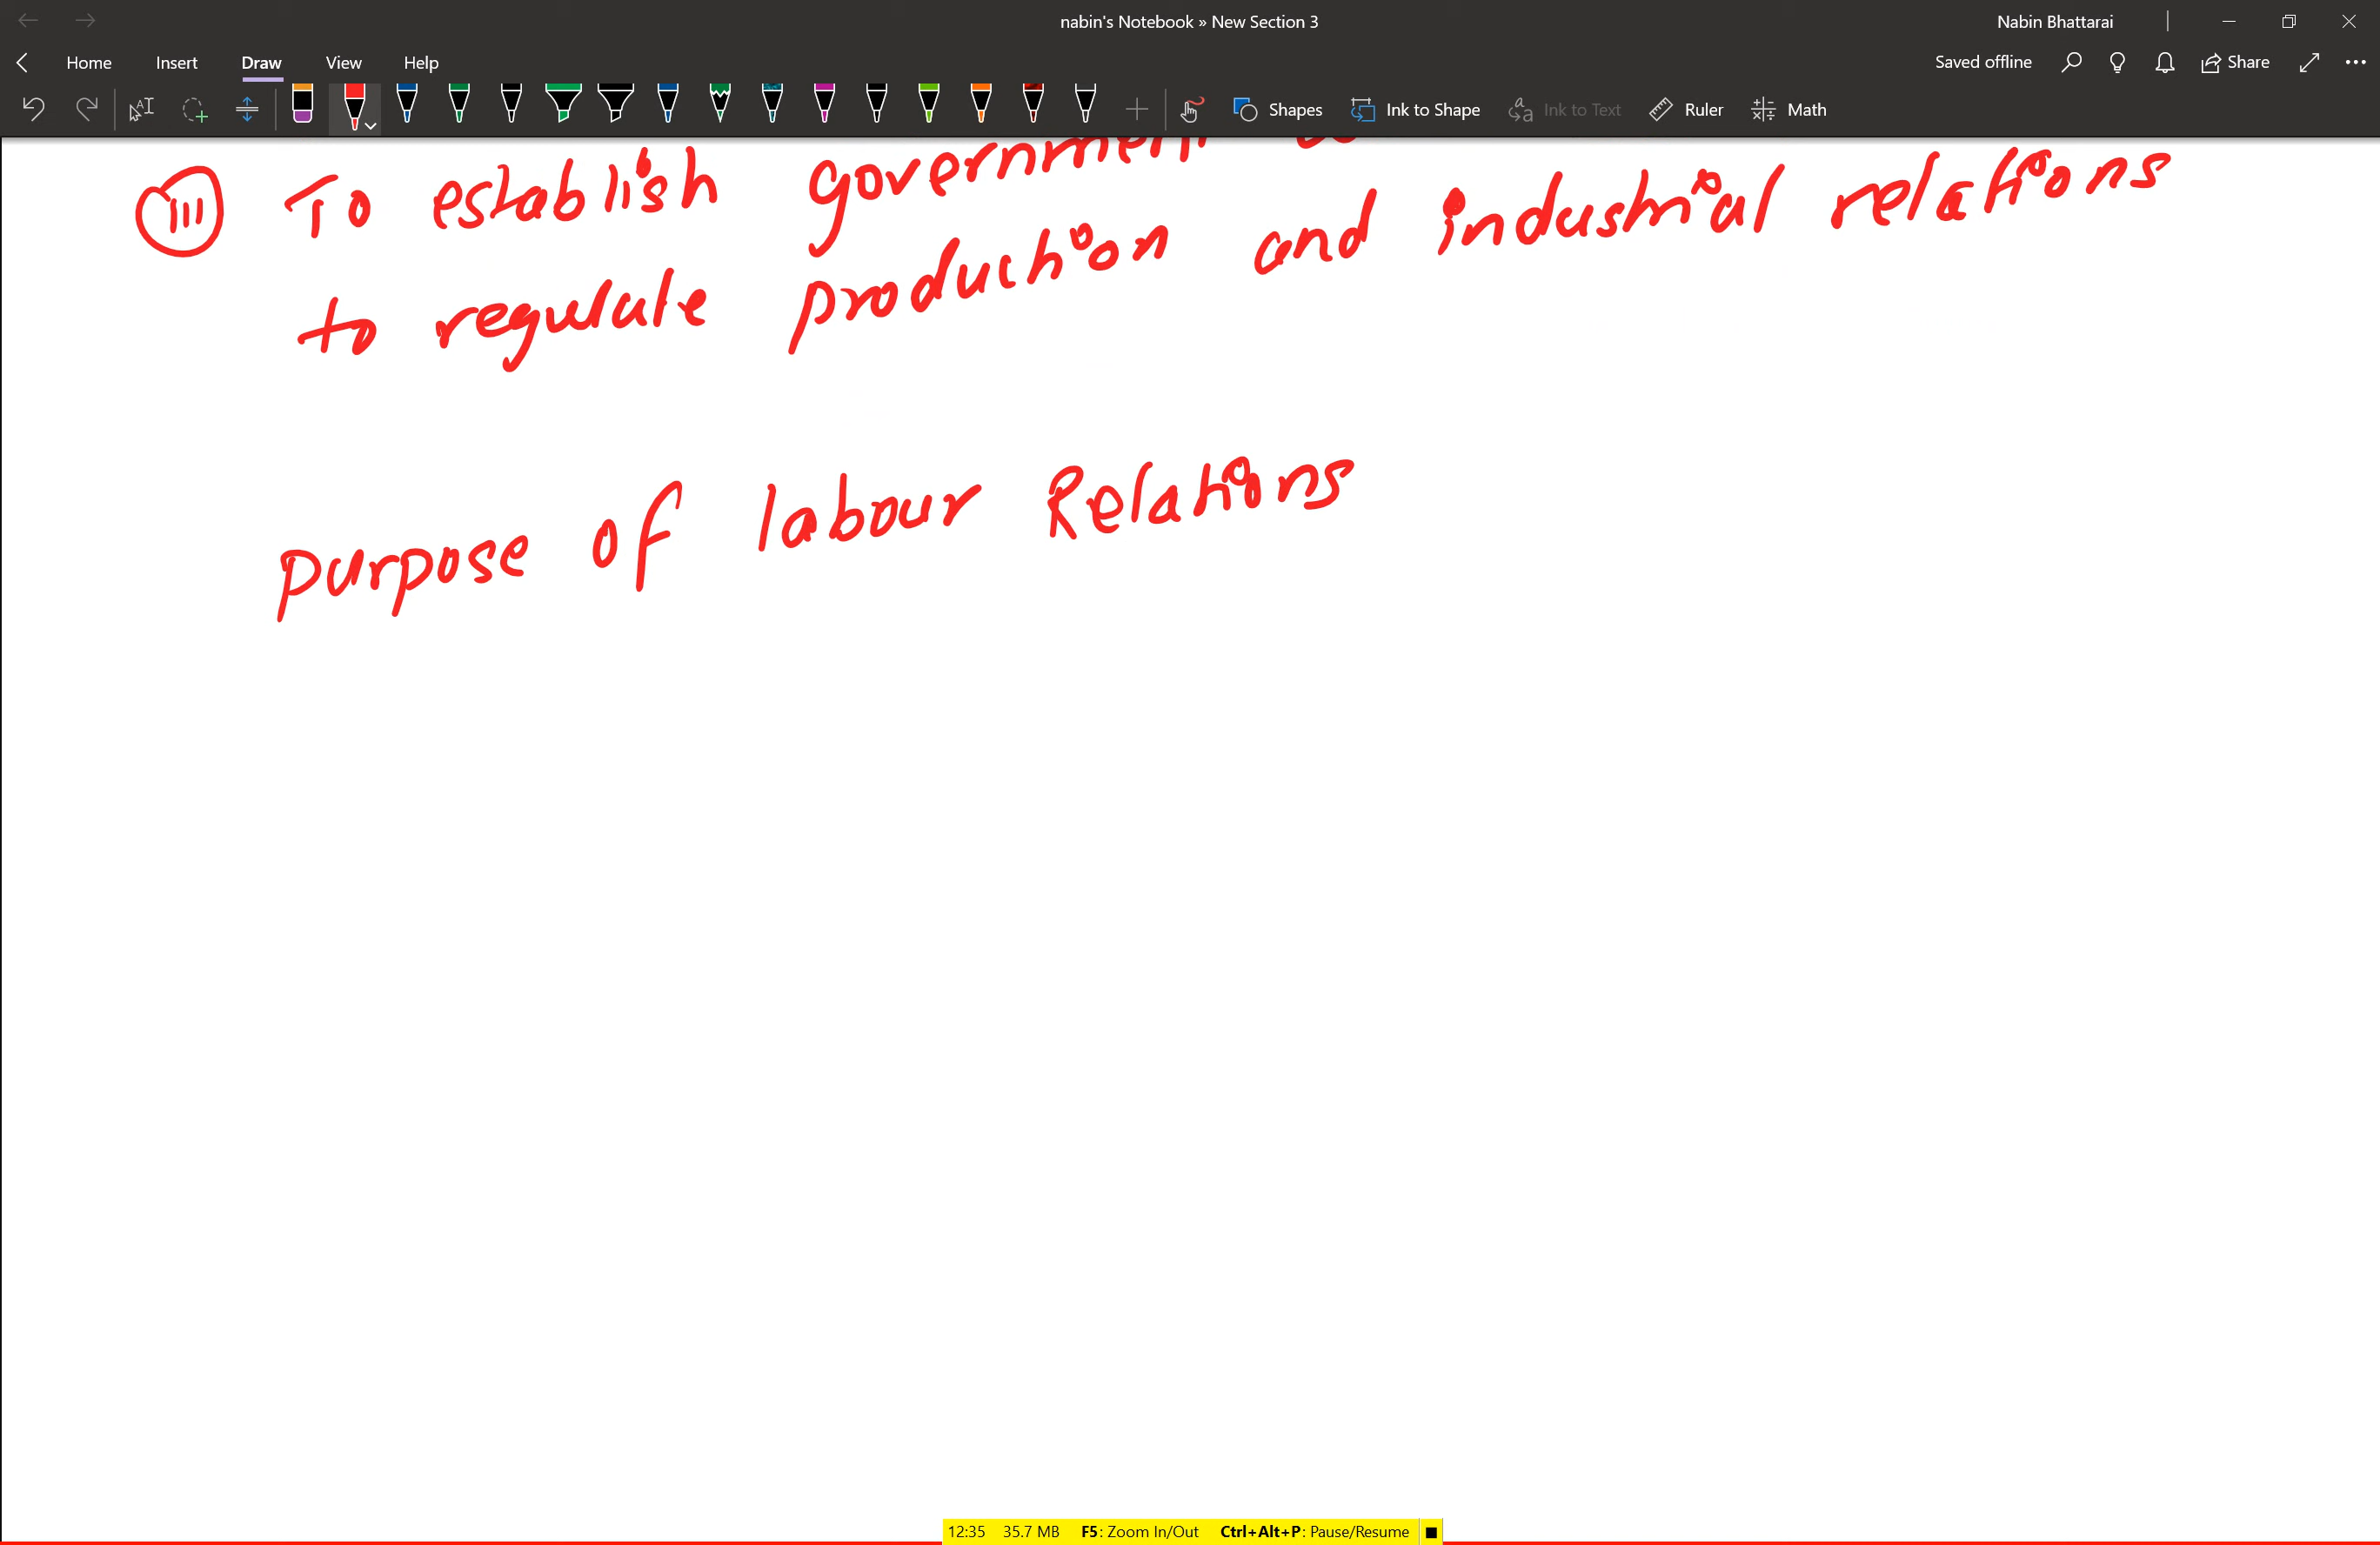 nabin's Notebook » New Section 3
Nabin Bhattarai
Home Insert Draw View Help
Saved offline
Share
Shapes Ink to Shape Ink to Text Ruler Math
(III) To establish government
to regulate production and industrial relations
purpose of labour Relations
12:35 35.7 MB F5: Zoom In/Out Ctrl+Alt+P: Pause/Resume